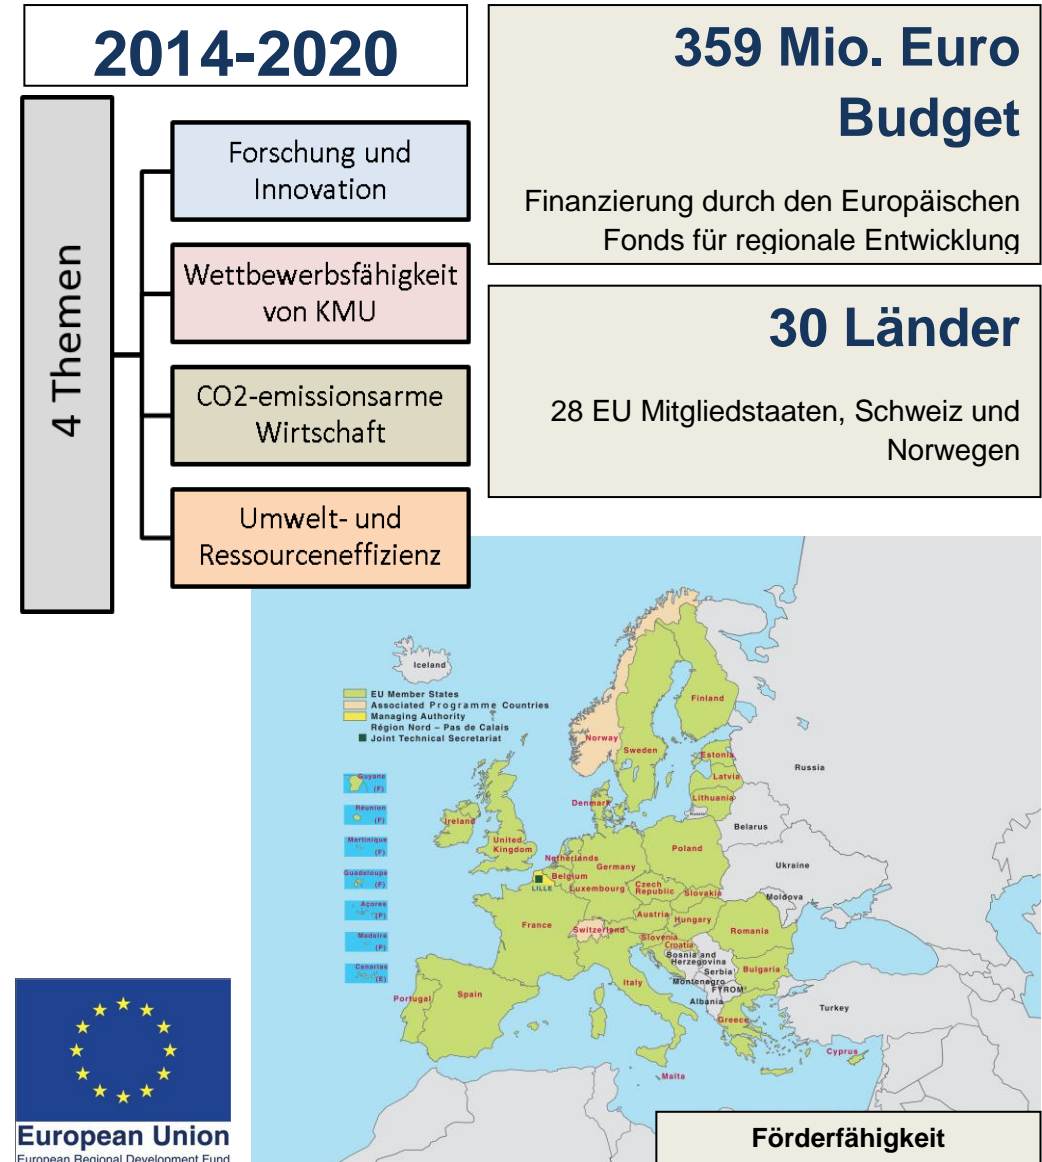 2014-2020
4 Themen
Forschung und
Innovation
Wettbewerbsfähigkeit
von KMU
CO2-emissionsarme
Wirtschaft
Umwelt- und
Ressourceneffizienz
359 Mio. Euro
Budget
Finanzierung durch den Europäischen
Fonds für regionale Entwicklung
30 Länder
28 EU Mitgliedstaaten, Schweiz und
Norwegen
Iceland
EU Member States
Associated Programme Countries
Managing Authority
Région Nord – Pas de Calais
Joint Technical Secretariat
Guyane
(F)
Réunion
(F)
Martinique
(F)
Guadeloupe
(F)
Açores
(P)
Madeira
(P)
Canarias
(E)
Finland
Norway
Sweden
Estonia
Russia
Latvia
Lithuania
Denmark
Ireland
United
Kingdom
Belarus
Netherlands
Germany
Poland
Belgium
LILLE
Luxembourg
Czech
Republic
Slovakia
Ukraine
Moldova
France
Switzerland
Austria
Hungary
Slovenia
Croatia
Romania
Bosnia and
Herzegovina
Serbia
Montenegro
FYROM
Albania
Bulgaria
Italy
Portugal
Spain
Greece
Turkey
Cyprus
Malta
European Union
European Regional Development Fund
Förderfähigkeit